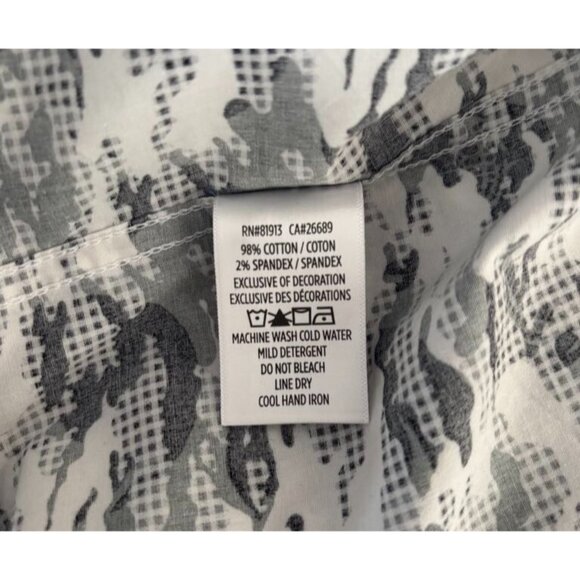 RN#81913 CA#26689
98% COTTON / COTON
2% SPANDEX / SPANDEX
EXCLUSIVE OF DECORATION
EXCLUSIVE DES DÉCORATIONS
MACHINE WASH COLD WATER
MILD DETERGENT
DO NOT BLEACH
LINE DRY
COOL HAND IRON